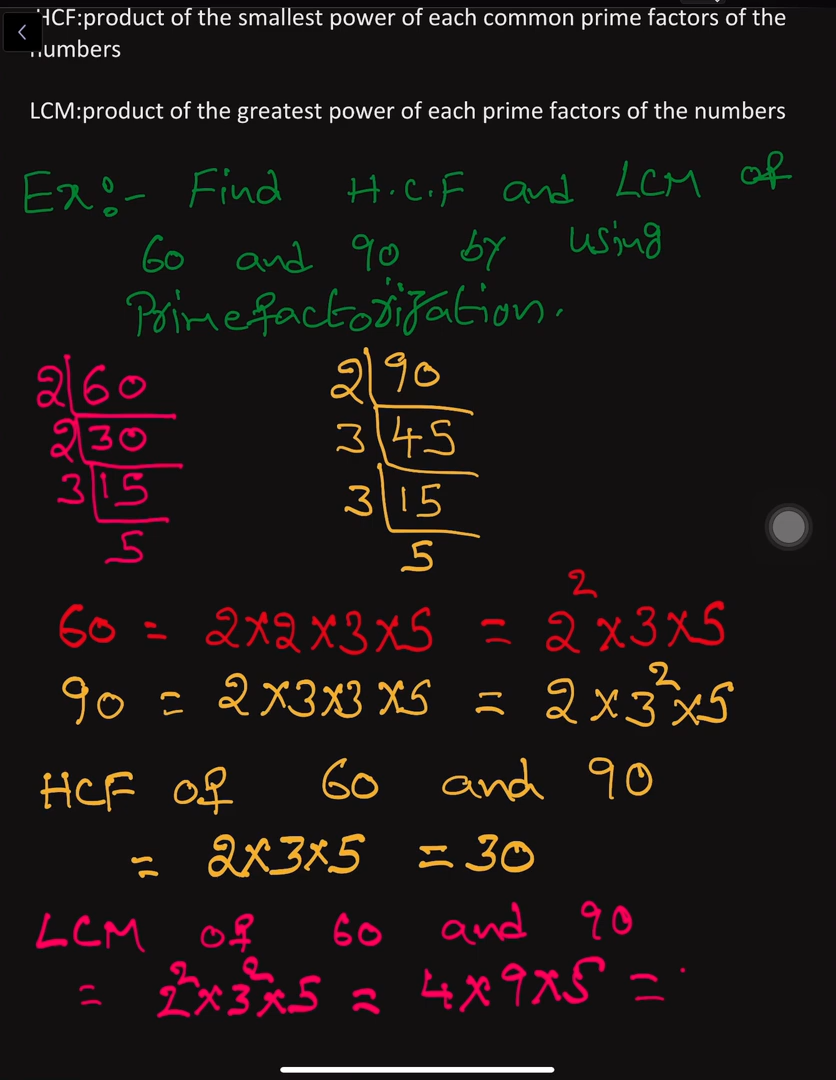 HCF:product of the smallest power of each common prime factors of the
numbers
LCM:product of the greatest power of each prime factors of the numbers
Ex:- Find H.C.F and LCM of
60 and 90 by using
Primefactorization.
2|60
2|30
3|15
5
2|90
3|45
3|15
5
60 = 2×2×3×5 = 2²×3×5
90 = 2×3×3×5 = 2×3²×5
HCF of 60 and 90
= 2×3×5 = 30
LCM of 60 and 90
= 2²×3²×5 = 4×9×5 =